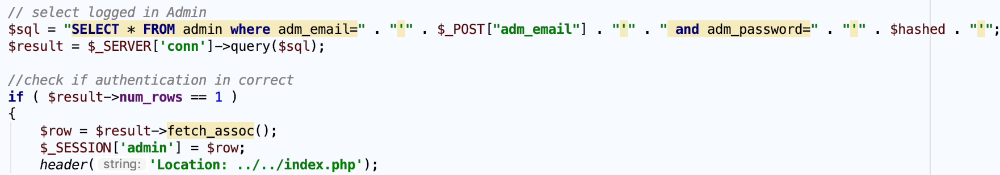 // select logged in Admin
$sql = "SELECT * FROM admin where adm_email=" . "'" . $_POST["adm_email"] . "'" . " and adm_password=" . "'" . $hashed . "'";
$result = $_SERVER['conn']->query($sql);
//check if authentication in correct
if ( $result->num_rows == 1 )
{
$row = $result->fetch_assoc();
$_SESSION['admin'] = $row;
header( string: 'Location: ../../index.php');